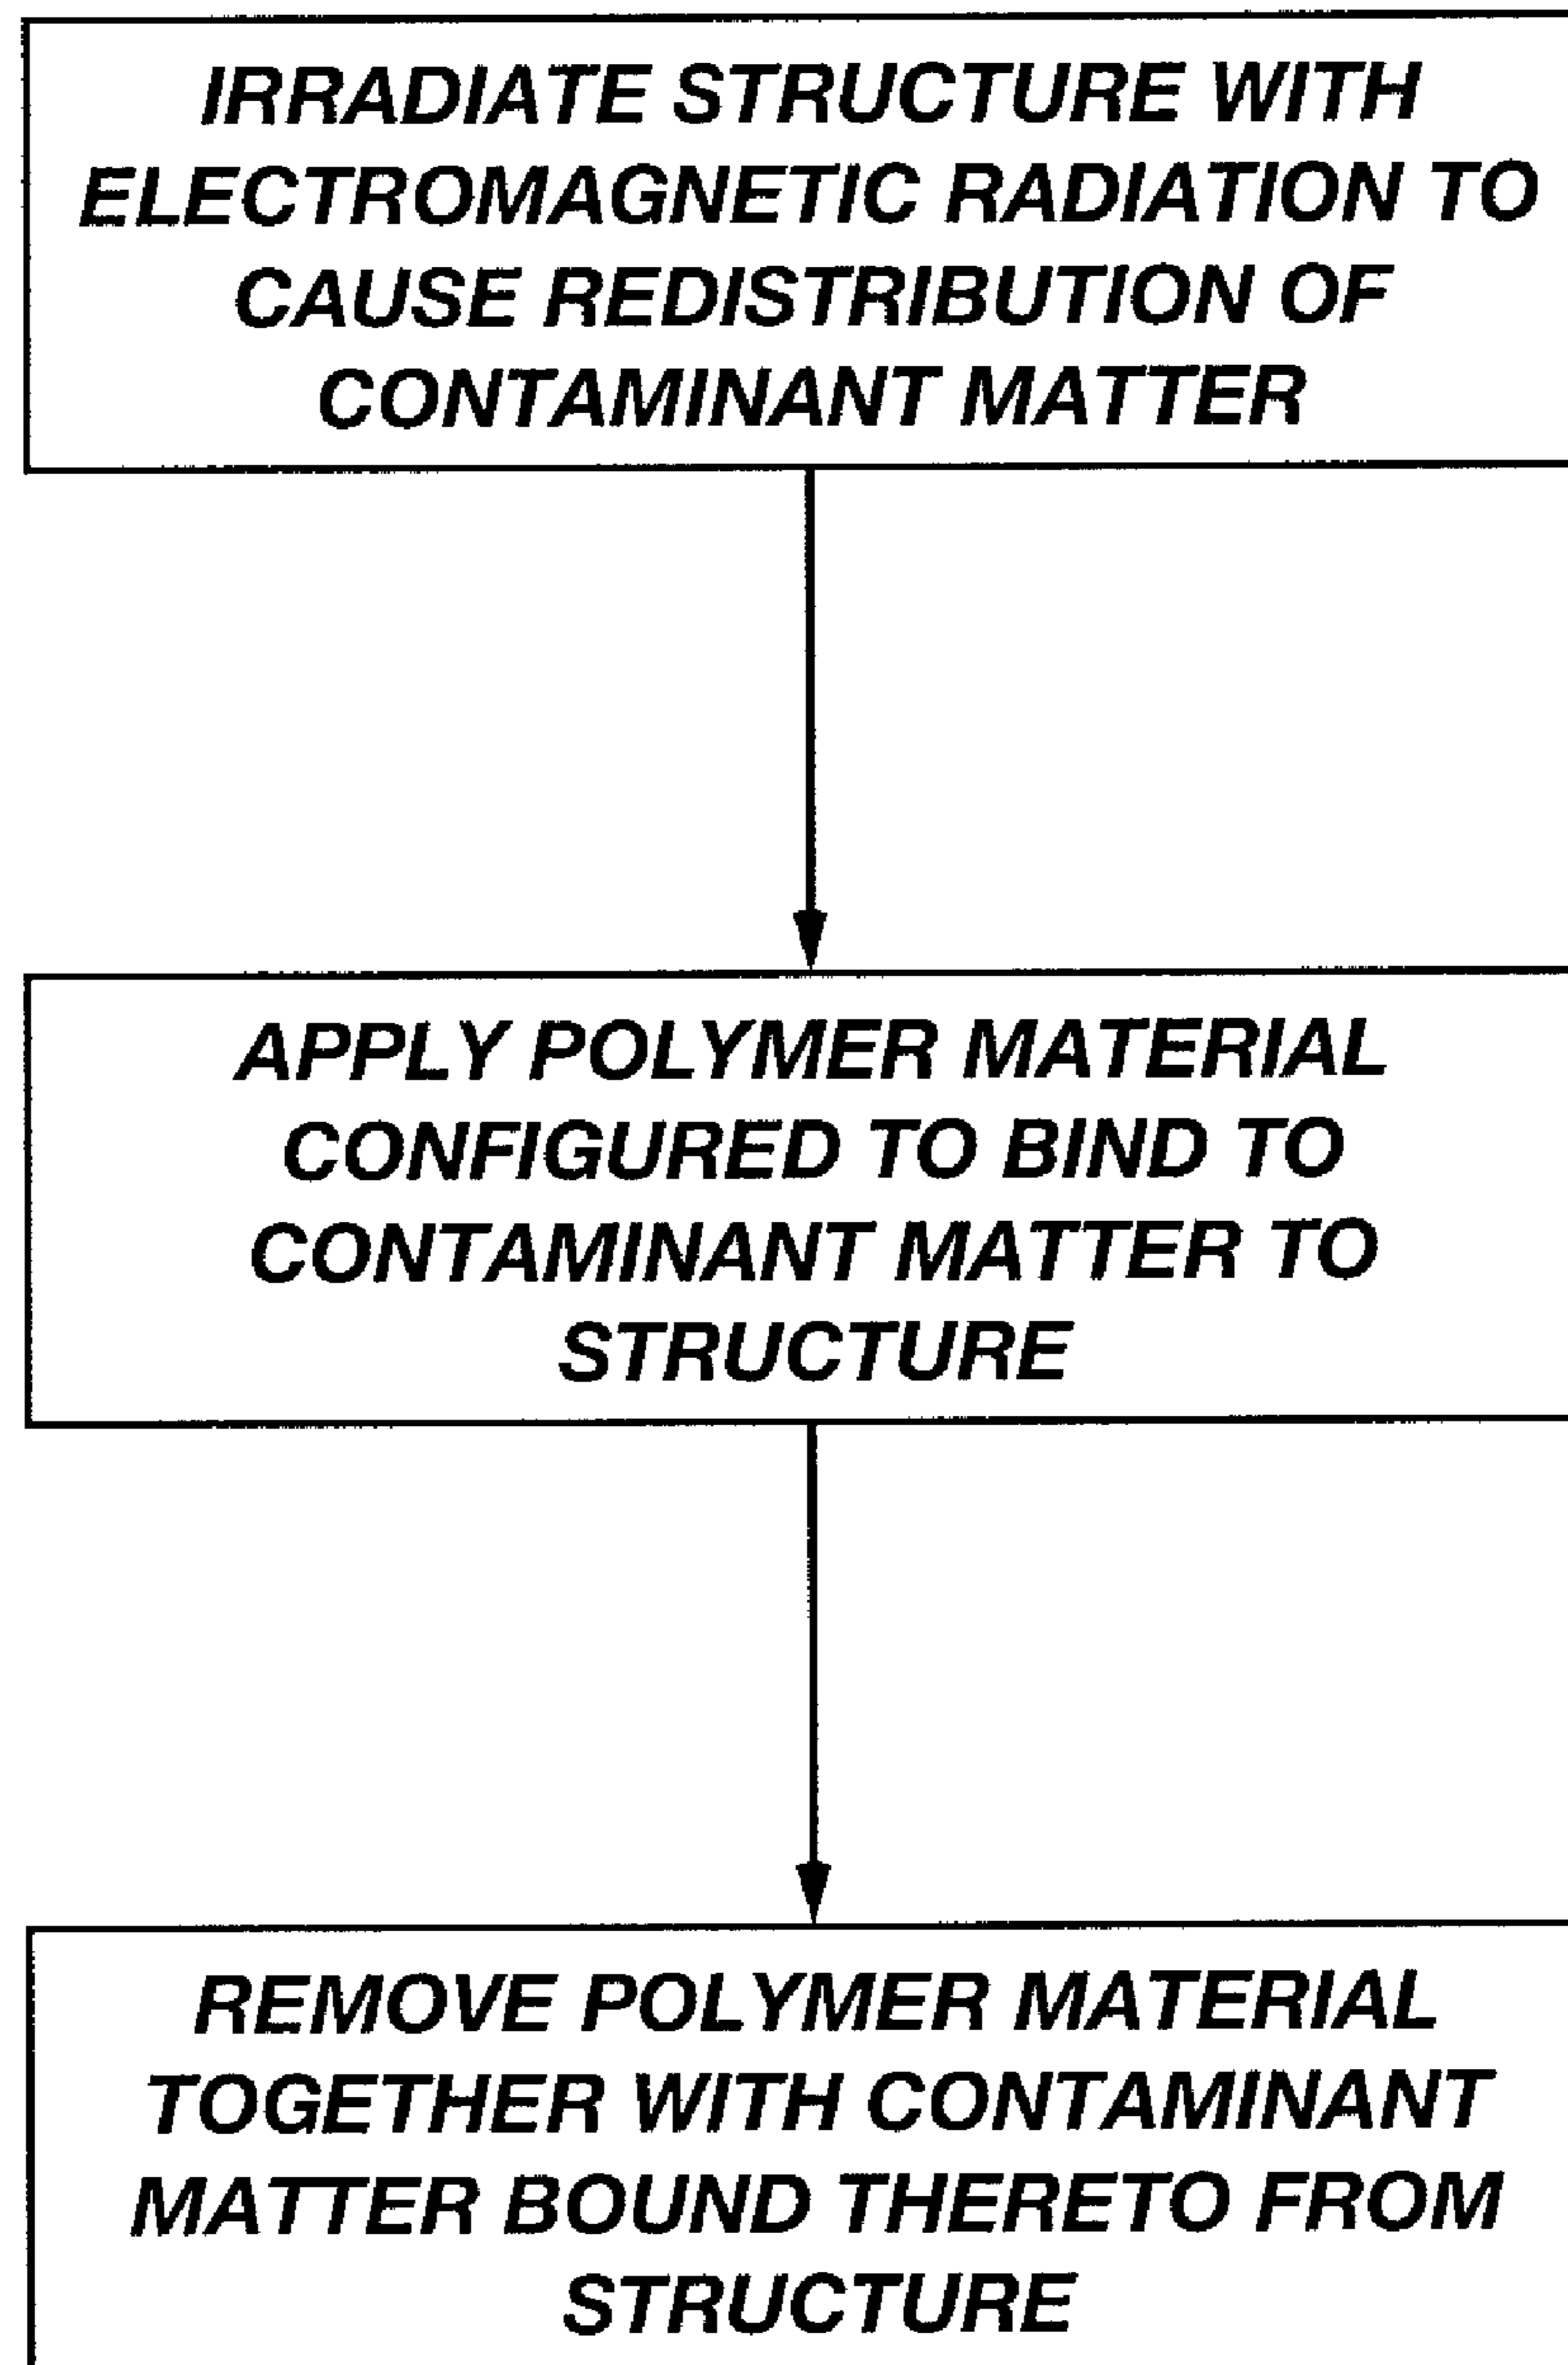 IRRADIATE STRUCTURE WITH
ELECTROMAGNETIC RADIATION TO
CAUSE REDISTRIBUTION OF
CONTAMINANT MATTER
APPLY POLYMER MATERIAL
CONFIGURED TO BIND TO
CONTAMINANT MATTER TO
STRUCTURE
REMOVE POLYMER MATERIAL
TOGETHER WITH CONTAMINANT
MATTER BOUND THERETO FROM
STRUCTURE